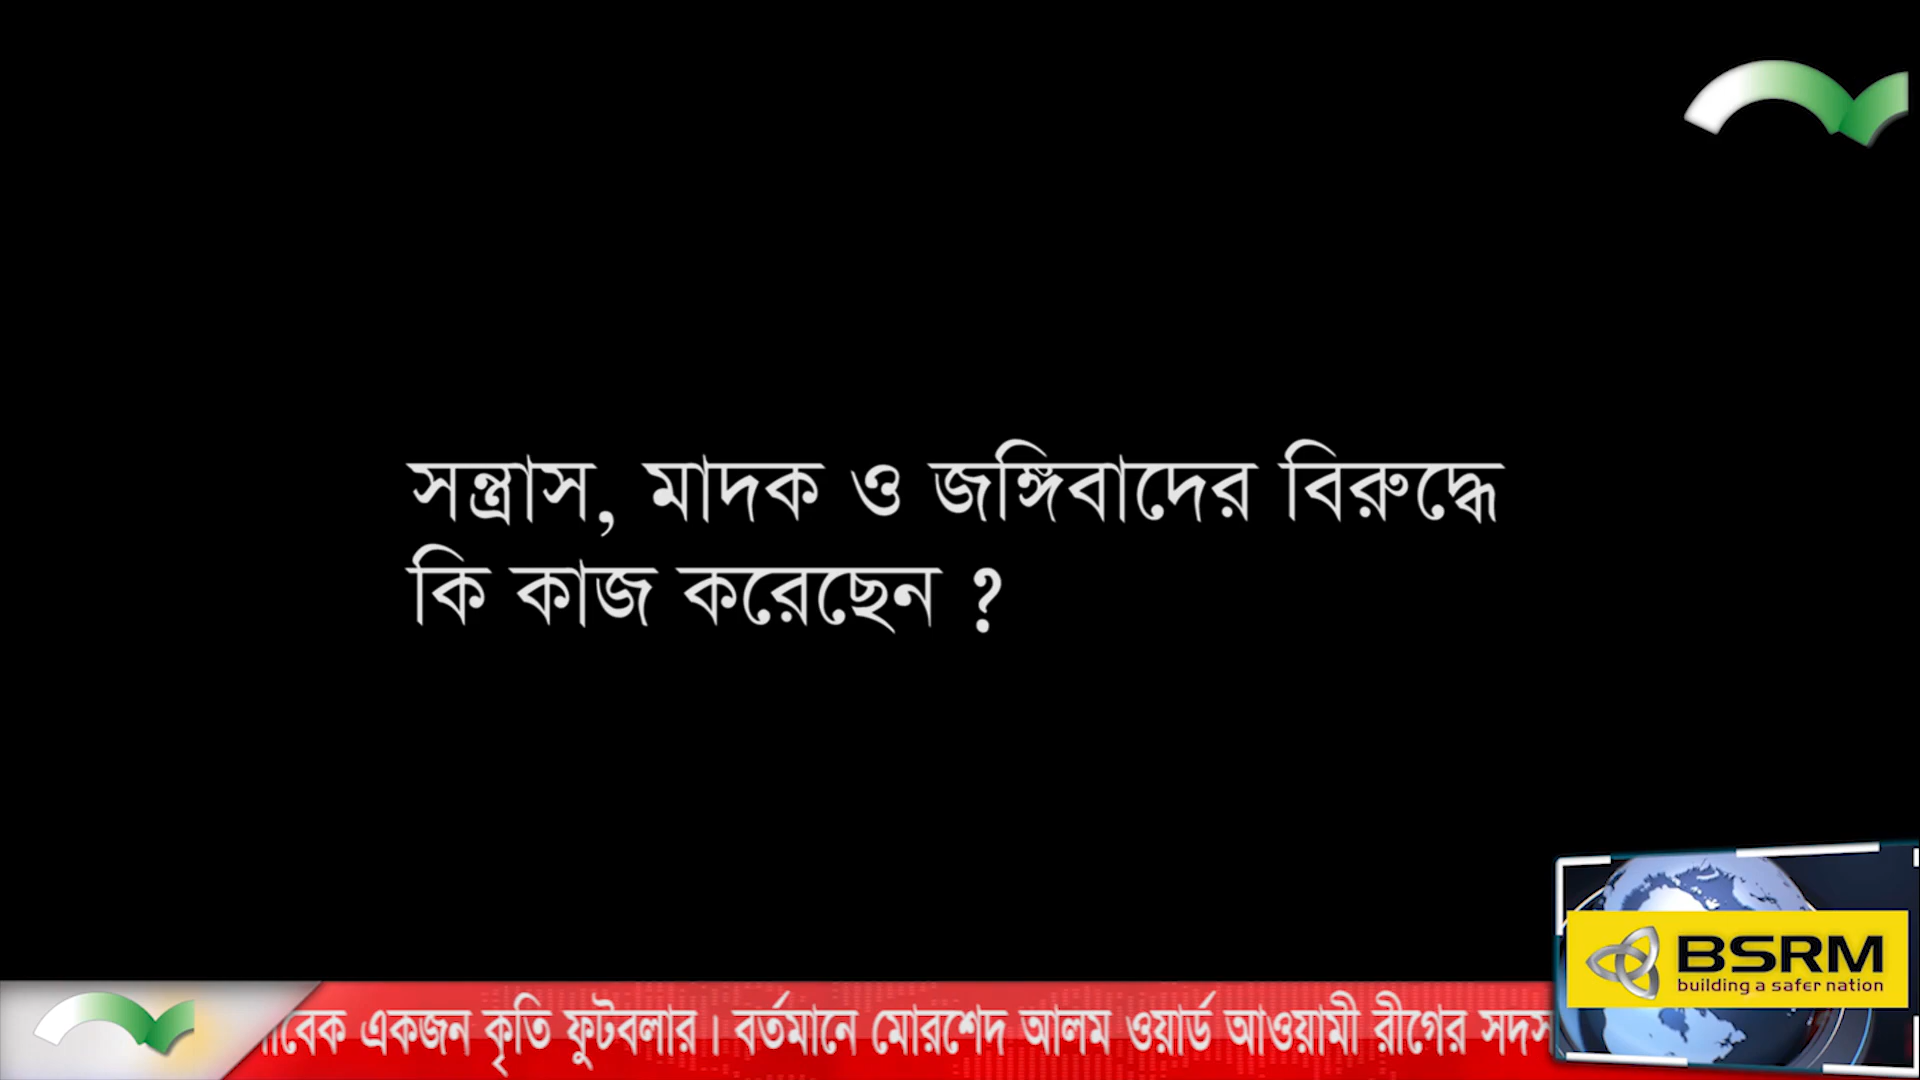 সন্ত্রাস, মাদক ও জঙ্গিবাদের বিরুদ্ধে
কি কাজ করেছেন ?
BSRM
building a safer nation
একজন কৃতি ফুটবলার। বর্তমানে মোরশেদ আলম ওয়ার্ড আওয়ামী রীগের